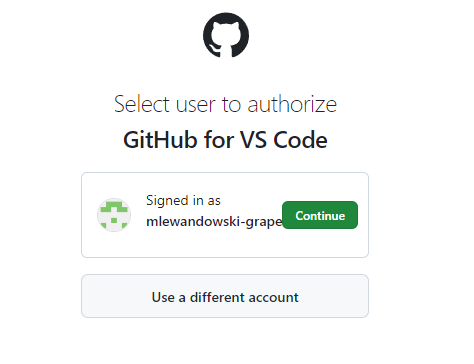 Select user to authorize
GitHub for VS Code
Signed in as
mlewandowski-grape
Continue
Use a different account